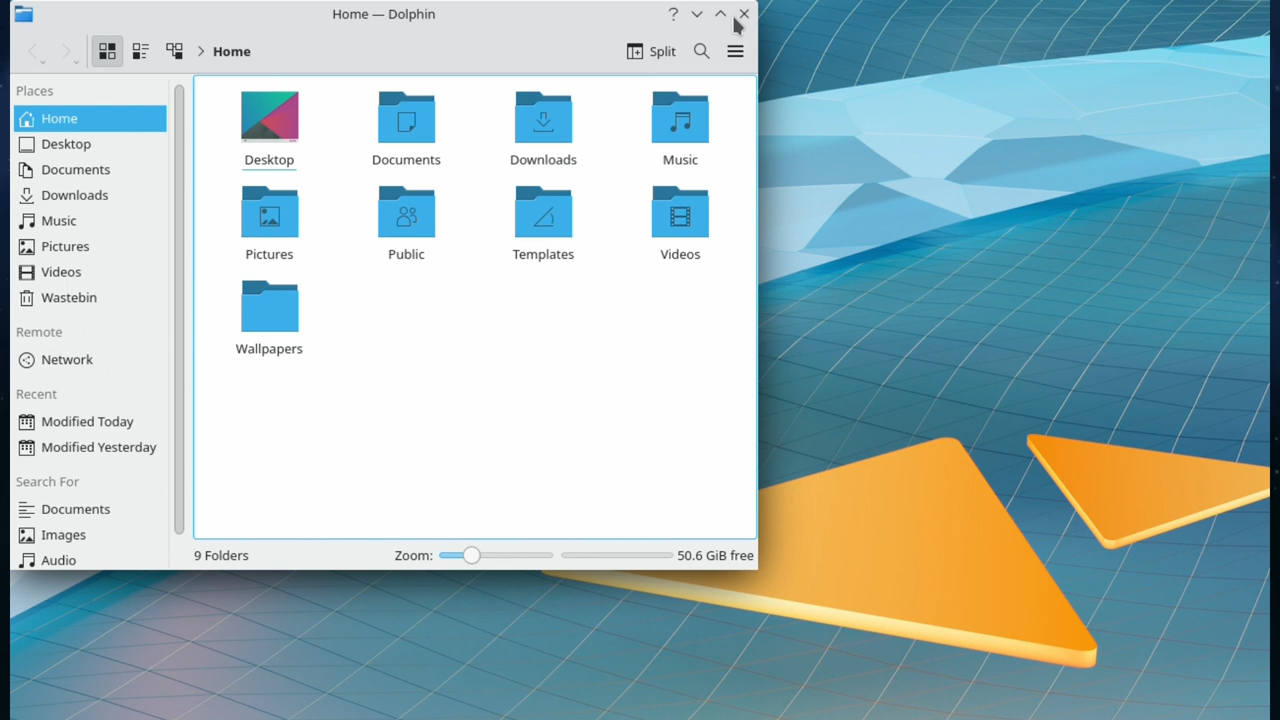 Home — Dolphin
Home
Split
Places
Home
Desktop
Documents
Downloads
Music
Pictures
Videos
Wastebin
Remote
Network
Recent
Modified Today
Modified Yesterday
Search For
Documents
Images
Audio
Desktop
Documents
Downloads
Music
Pictures
Public
Templates
Videos
Wallpapers
9 Folders
Zoom:
50.6 GiB free